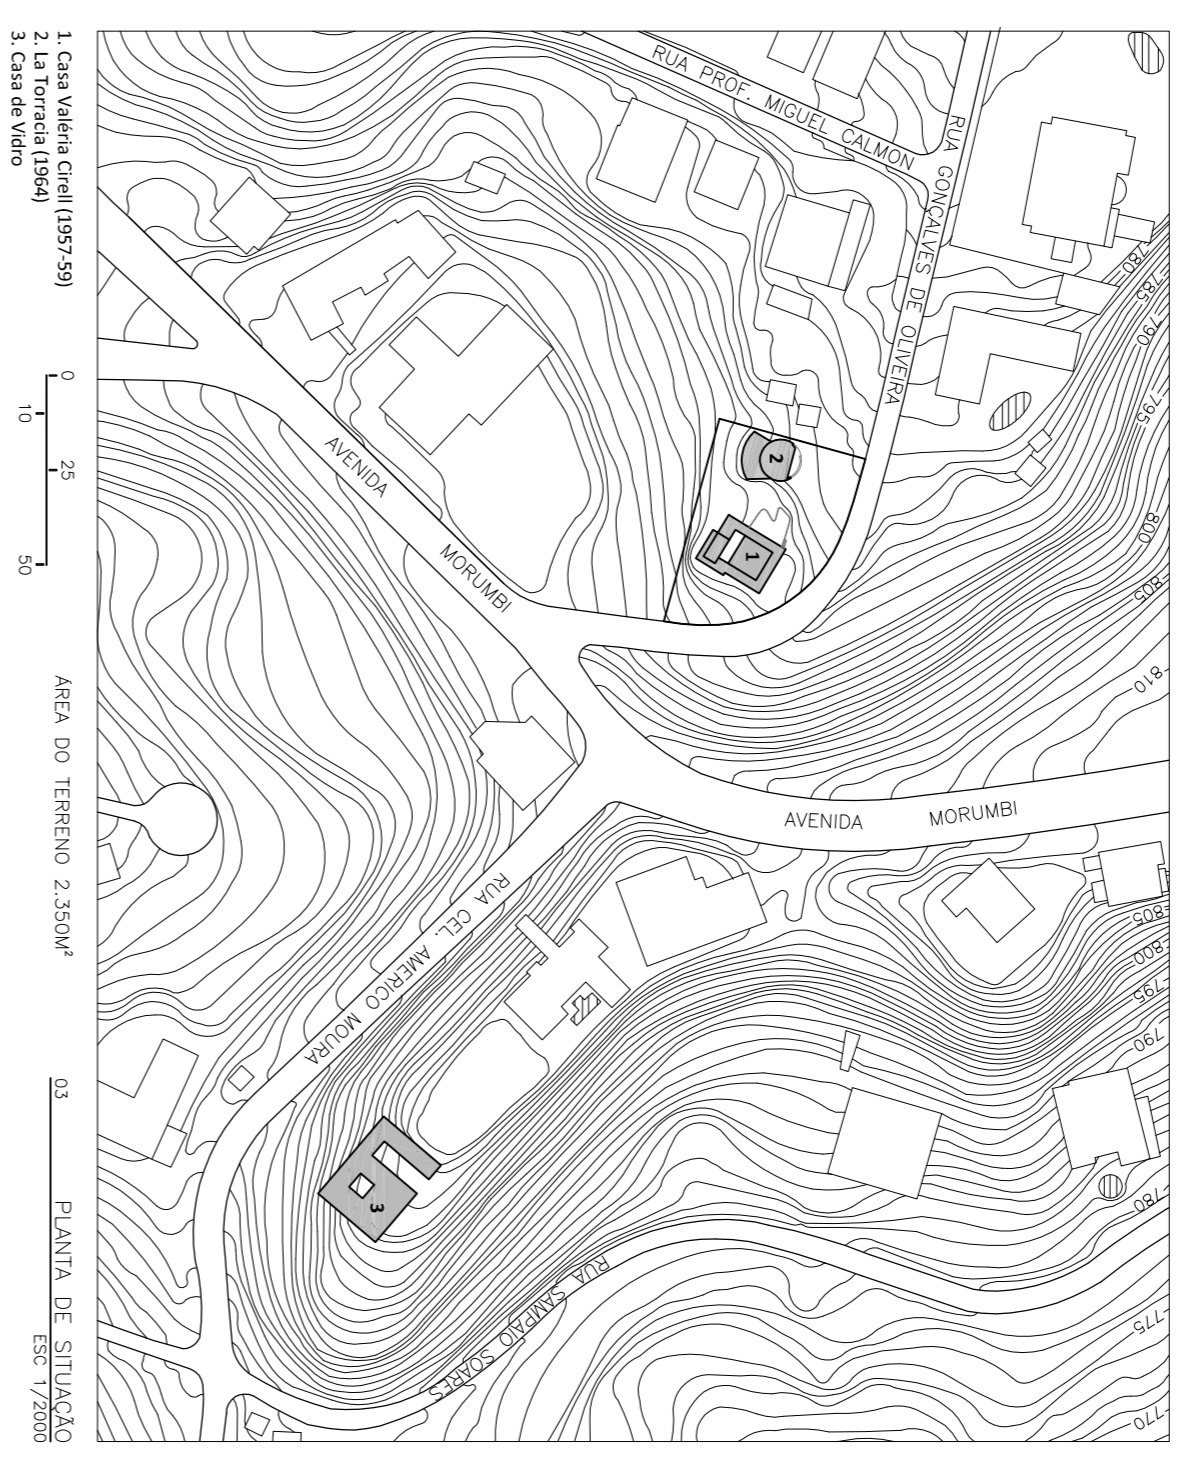 RUA PROF. MIGUEL CALMON
RUA GONÇALVES DE OLIVEIRA
780
785
790
795
800
805
810
2
1
AVENIDA
MORUMBI
AVENIDA MORUMBI
805
800
795
790
780
775
770
RUA CEL. AMERICO MOURA
3
RUA SAMPAIO SOARES
1. Casa Valéria Cirell (1957-59)
2. La Torracia (1964)
3. Casa de Vidro
0 10 25 50
ÁREA DO TERRENO 2.350M²
03 PLANTA DE SITUAÇÃO
ESC 1/2000